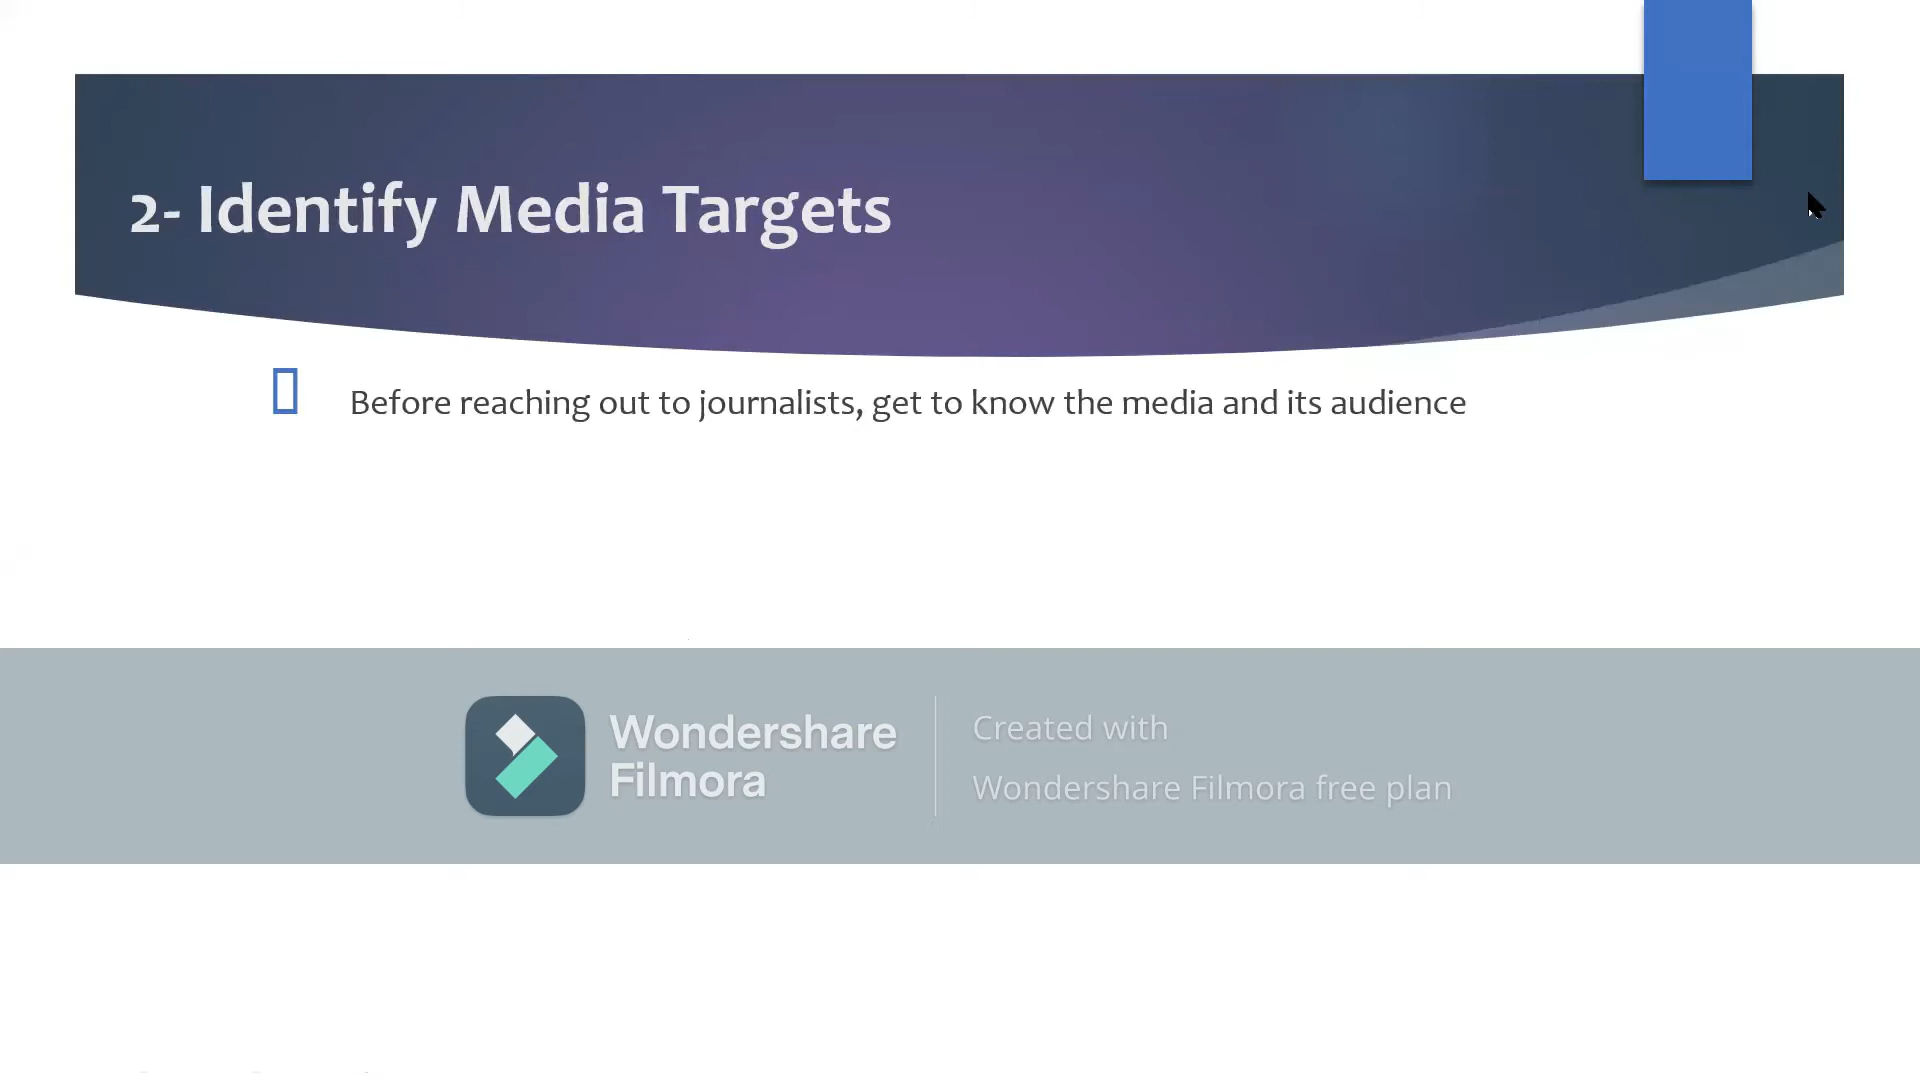 2- Identify Media Targets
Before reaching out to journalists, get to know the media and its audience
Wondershare
Filmora
Created with
Wondershare Filmora free plan